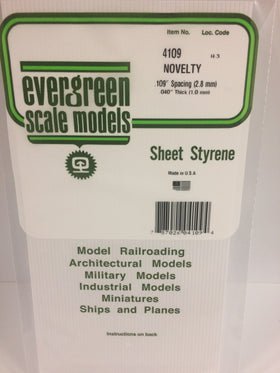 Item No. Loc. Code
4109
NOVELTY
.109" Spacing (2.8 mm)
.040" Thick (1.0 mm)
evergreen
scale models
Sheet Styrene
Made in U.S.A
Model Railroading
Architectural Models
Military Models
Industrial Models
Miniatures
Ships and Planes
Instructions on back